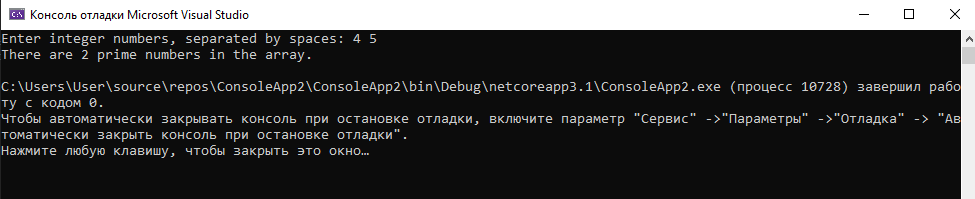 Консоль отладки Microsoft Visual Studio
Enter integer numbers, separated by spaces: 4 5
There are 2 prime numbers in the array.
C:\Users\User\source\repos\ConsoleApp2\ConsoleApp2\bin\Debug\netcoreapp3.1\ConsoleApp2.exe (процесс 10728) завершил рабо
ту с кодом 0.
Чтобы автоматически закрывать консоль при остановке отладки, включите параметр "Сервис" ->"Параметры" ->"Отладка" -> "Ав
томатически закрыть консоль при остановке отладки".
Нажмите любую клавишу, чтобы закрыть это окно…